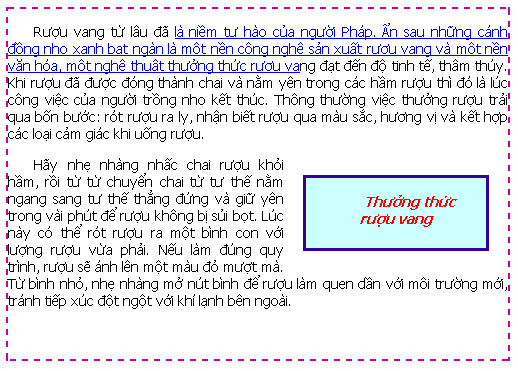 Rượu vang từ lâu đã là niềm tư hào của người Pháp. Ẩn sau những cánh
đồng nho xanh bat ngàn là một nền công nghê sản xuất rươu vang và một nền
văn hóa, một nghê thuât thưởng thức rươu vang đạt đến độ tinh tế, thâm thúy.
Khi rượu đã được đóng thành chai và nằm yên trong các hầm rượu thì đó là lúc
công việc của người trồng nho kết thúc. Thông thường việc thưởng rượu trải
qua bốn bước: rót rượu ra ly, nhận biết rượu qua màu sắc, hương vị và kết hợp
các loại cảm giác khi uống rượu.
Hãy nhẹ nhàng nhấc chai rượu khỏi
hầm, rồi từ từ chuyển chai từ tư thế nằm
ngang sang tư thế thẳng đứng và giữ yên
trong vài phút để rượu không bị sủi bọt. Lúc
này có thể rót rượu ra một bình con với
lượng rượu vừa phải. Nếu làm đúng quy
trình, rượu sẽ ánh lên một màu đỏ mượt mà.
Từ bình nhỏ, nhẹ nhàng mở nút bình để rượu làm quen dần với môi trường mới,
tránh tiếp xúc đột ngột với khí lạnh bên ngoài.
Thưởng thức
rượu vang